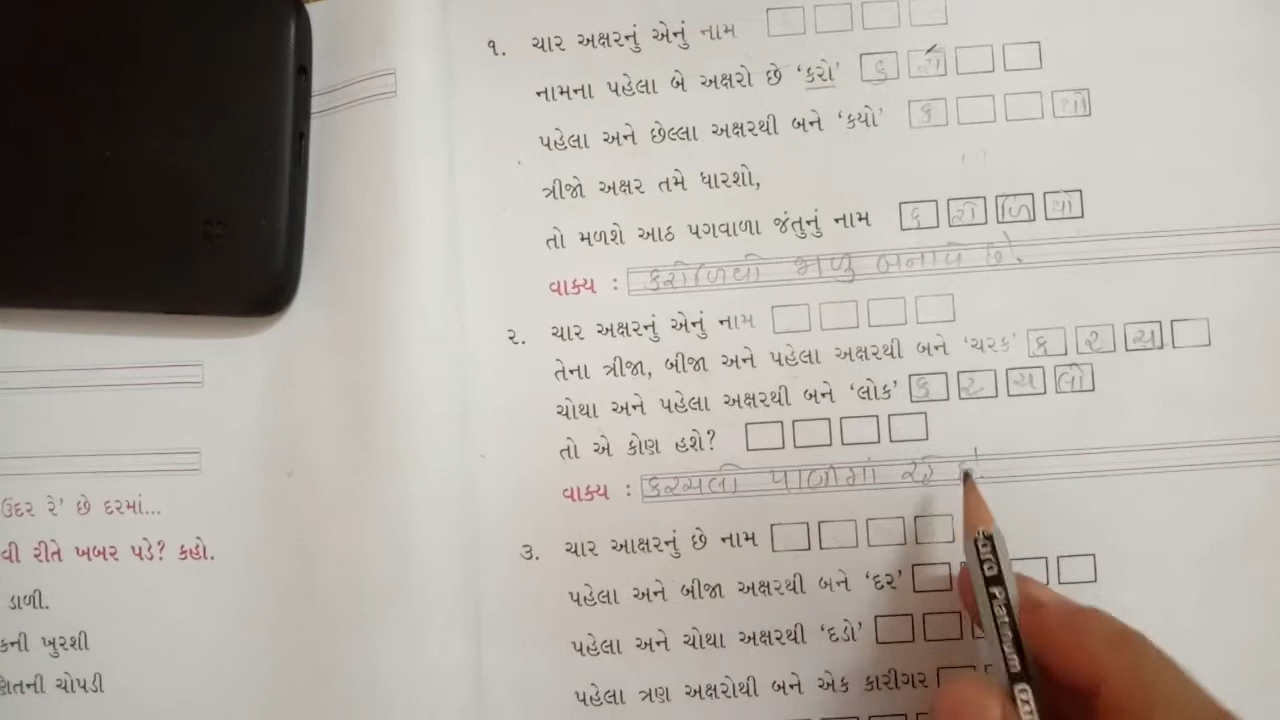 ૧. ચાર અક્ષરનું એનું નામ
નામના પહેલા બે અક્ષરો છે ‘કરો’ ક રો
પહેલા અને છેલ્લા અક્ષરથી બને ‘કયો’ ક યો
ત્રીજો અક્ષર તમે ધારશો,
તો મળશે આઠ પગવાળા જંતુનું નામ ક રો ળિ યો
વાક્ય : કરોળિયો જાળુ બનાવે છે.
૨. ચાર અક્ષરનું એનું નામ
તેના ત્રીજા, બીજા અને પહેલા અક્ષરથી બને ‘ચરક’ ક ર ચ
ચોથા અને પહેલા અક્ષરથી બને ‘લોક’ ક ર ચ લો
તો એ કોણ હશે?
વાક્ય : કરચલો પાણીમાં રહે છે.
૩. ચાર આક્ષરનું છે નામ
પહેલા અને બીજા અક્ષરથી બને ‘દર’
પહેલા અને ચોથા અક્ષરથી ‘દડો’
પહેલા ત્રણ અક્ષરોથી બને એક કારીગર
ઉંદર રે' છે દરમાં...
વી રીતે ખબર પડે? કહો.
ડાળી.
કની ખુરશી
તની ચોપડી